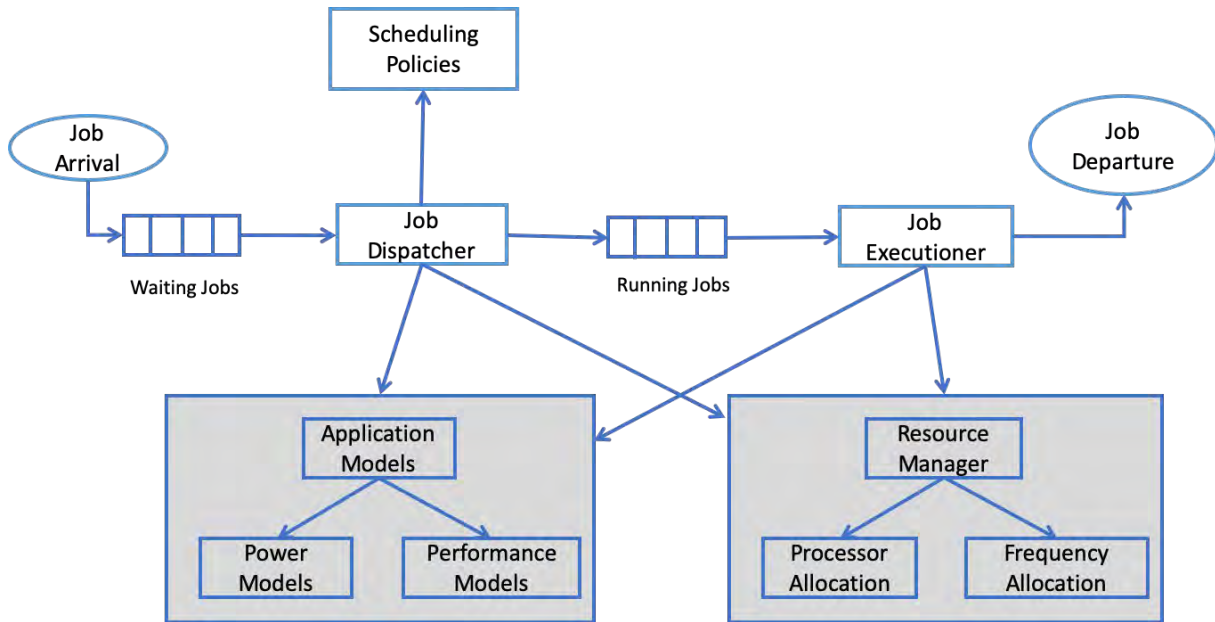 Scheduling
Policies
Job
Arrival
Job
Departure
Job
Dispatcher
Job
Executioner
Waiting Jobs
Running Jobs
Application
Models
Resource
Manager
Power
Models
Performance
Models
Processor
Allocation
Frequency
Allocation